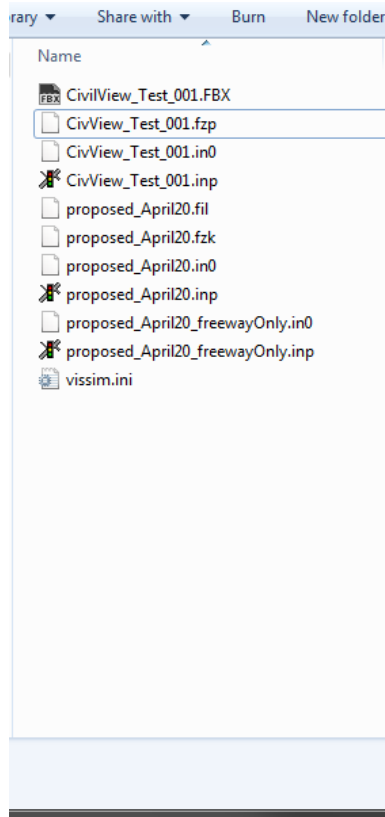 Share with Burn New folder
Name
FBX CivilView_Test_001.FBX
CivView_Test_001.fzp
CivView_Test_001.in0
CivView_Test_001.inp
proposed_April20.fil
proposed_April20.fzk
proposed_April20.in0
proposed_April20.inp
proposed_April20_freewayOnly.in0
proposed_April20_freewayOnly.inp
vissim.ini